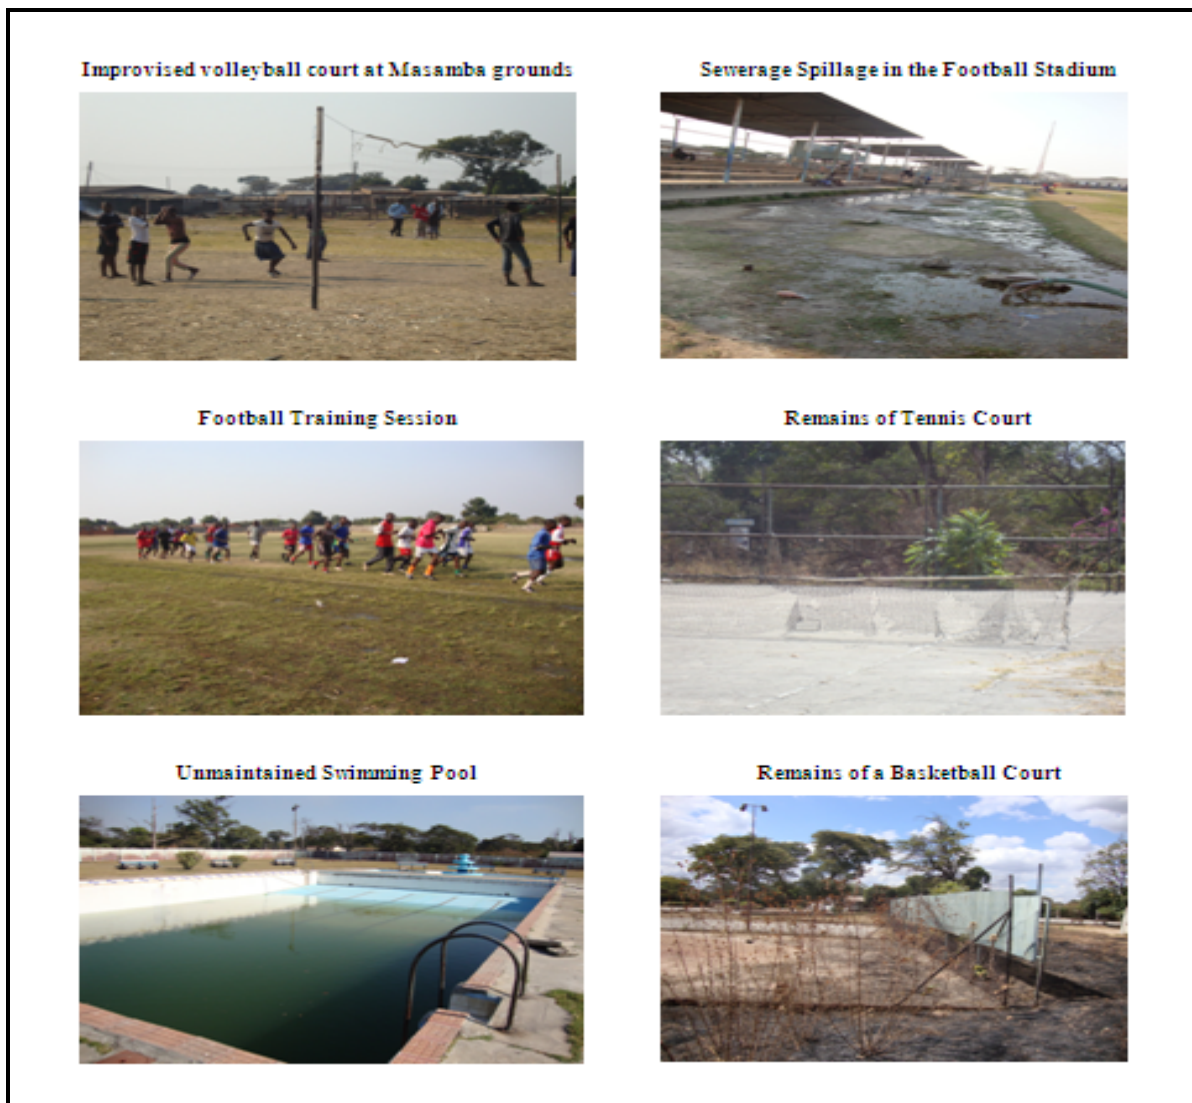 Improvised volleyball court at Masamba grounds
Sewerage Spillage in the Football Stadium
Football Training Session
Remains of Tennis Court
Unmaintained Swimming Pool
Remains of a Basketball Court